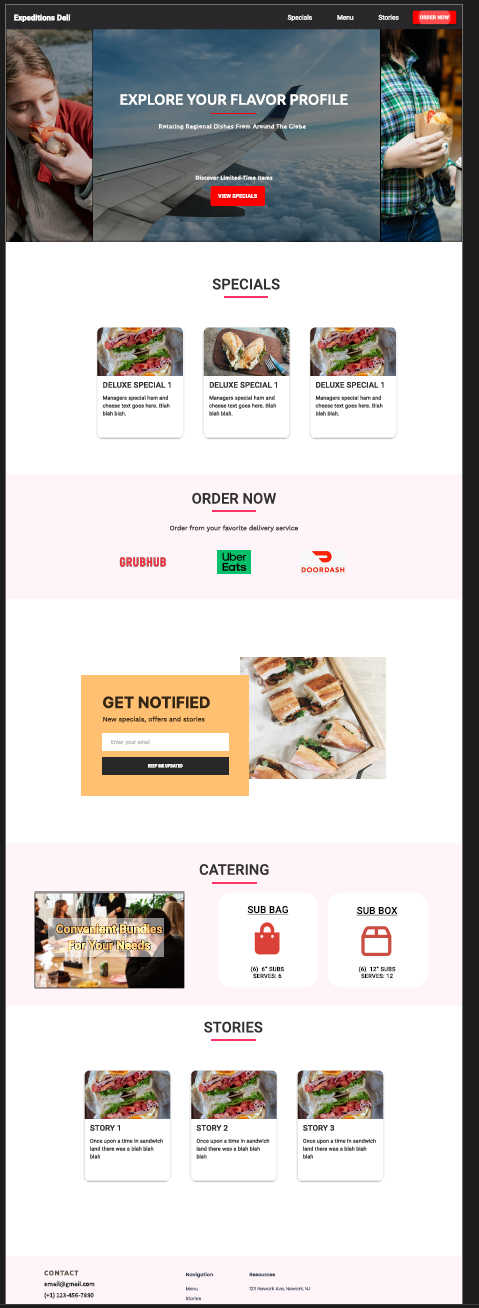 Expeditions Deli
Specials Menu Stories ORDER NOW
EXPLORE YOUR FLAVOR PROFILE
Rotating Regional Dishes From Around The Globe
Discover Limited-Time Items
VIEW SPECIALS
SPECIALS
DELUXE SPECIAL 1
Managers special ham and
cheese text goes here. Blah
blah blah.
DELUXE SPECIAL 1
Managers special ham and
cheese text goes here. Blah
blah blah.
DELUXE SPECIAL 1
Managers special ham and
cheese text goes here. Blah
blah blah.
ORDER NOW
Order from your favorite delivery service
GRUBHUB
Uber
Eats
DOORDASH
GET NOTIFIED
New specials, offers and stories
Enter your email
KEEP ME UPDATED
CATERING
Convenient Bundles
For Your Needs
SUB BAG
(6) 6" SUBS
SERVES: 6
SUB BOX
(6) 12" SUBS
SERVES: 12
STORIES
STORY 1
Once upon a time in sandwich
land there was a blah blah
blah
STORY 2
Once upon a time in sandwich
land there was a blah blah
blah
STORY 3
Once upon a time in sandwich
land there was a blah blah
blah
CONTACT
email@gmail.com
(+1) 123-456-7890
Navigation
Menu
Stories
Resources
123 Newark Ave, Newark, NJ